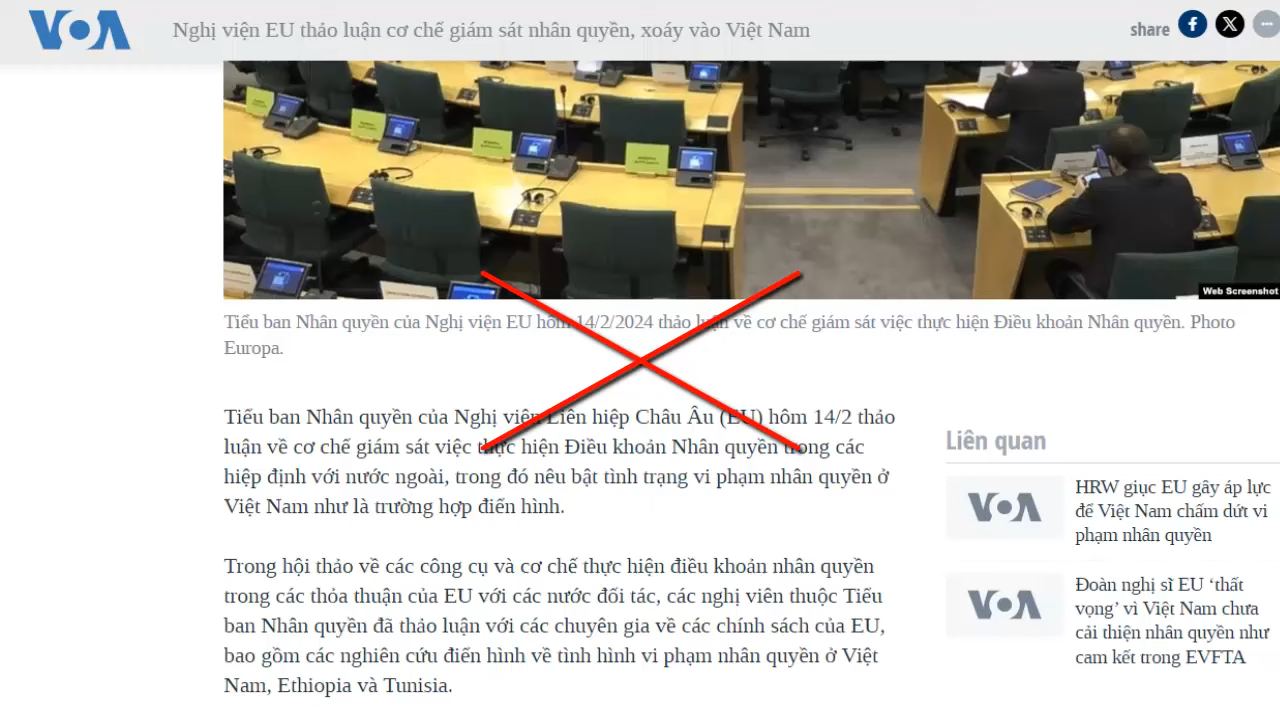 VOA
Nghị viện EU thảo luận cơ chế giám sát nhân quyền, xoáy vào Việt Nam
share
Web Screenshot
Tiểu ban Nhân quyền của Nghị viện EU hôm 14/2/2024 thảo luận về cơ chế giám sát việc thực hiện Điều khoản Nhân quyền. Photo
Europa.
Tiểu ban Nhân quyền của Nghị viện Liên hiệp Châu Âu (EU) hôm 14/2 thảo
luận về cơ chế giám sát việc thực hiện Điều khoản Nhân quyền trong các
hiệp định với nước ngoài, trong đó nêu bật tình trạng vi phạm nhân quyền ở
Việt Nam như là trường hợp điển hình.
Trong hội thảo về các công cụ và cơ chế thực hiện điều khoản nhân quyền
trong các thỏa thuận của EU với các nước đối tác, các nghị viên thuộc Tiểu
ban Nhân quyền đã thảo luận với các chuyên gia về các chính sách của EU,
bao gồm các nghiên cứu điển hình về tình hình vi phạm nhân quyền ở Việt
Nam, Ethiopia và Tunisia.
Liên quan
VOA
HRW giục EU gây áp lực
để Việt Nam chấm dứt vi
phạm nhân quyền
VOA
Đoàn nghị sĩ EU ‘thất
vọng’ vì Việt Nam chưa
cải thiện nhân quyền như
cam kết trong EVFTA